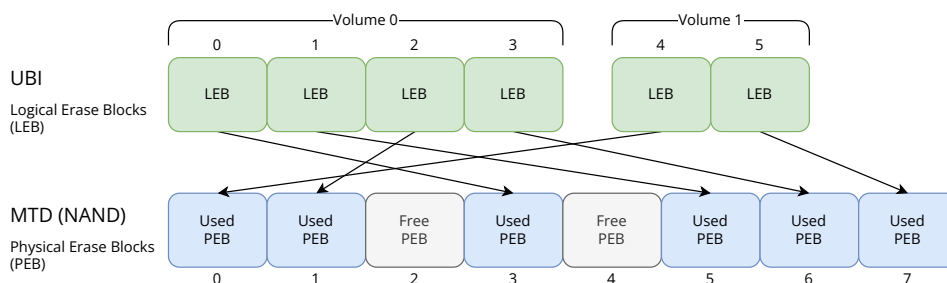 Volume 0
Volume 1
0 1 2 3 4 5
UBI
Logical Erase Blocks
(LEB)
LEB LEB LEB LEB LEB LEB
MTD (NAND)
Physical Erase Blocks
(PEB)
Used Used Free Used Free Used Used Used
PEB PEB PEB PEB PEB PEB PEB PEB
0 1 2 3 4 5 6 7